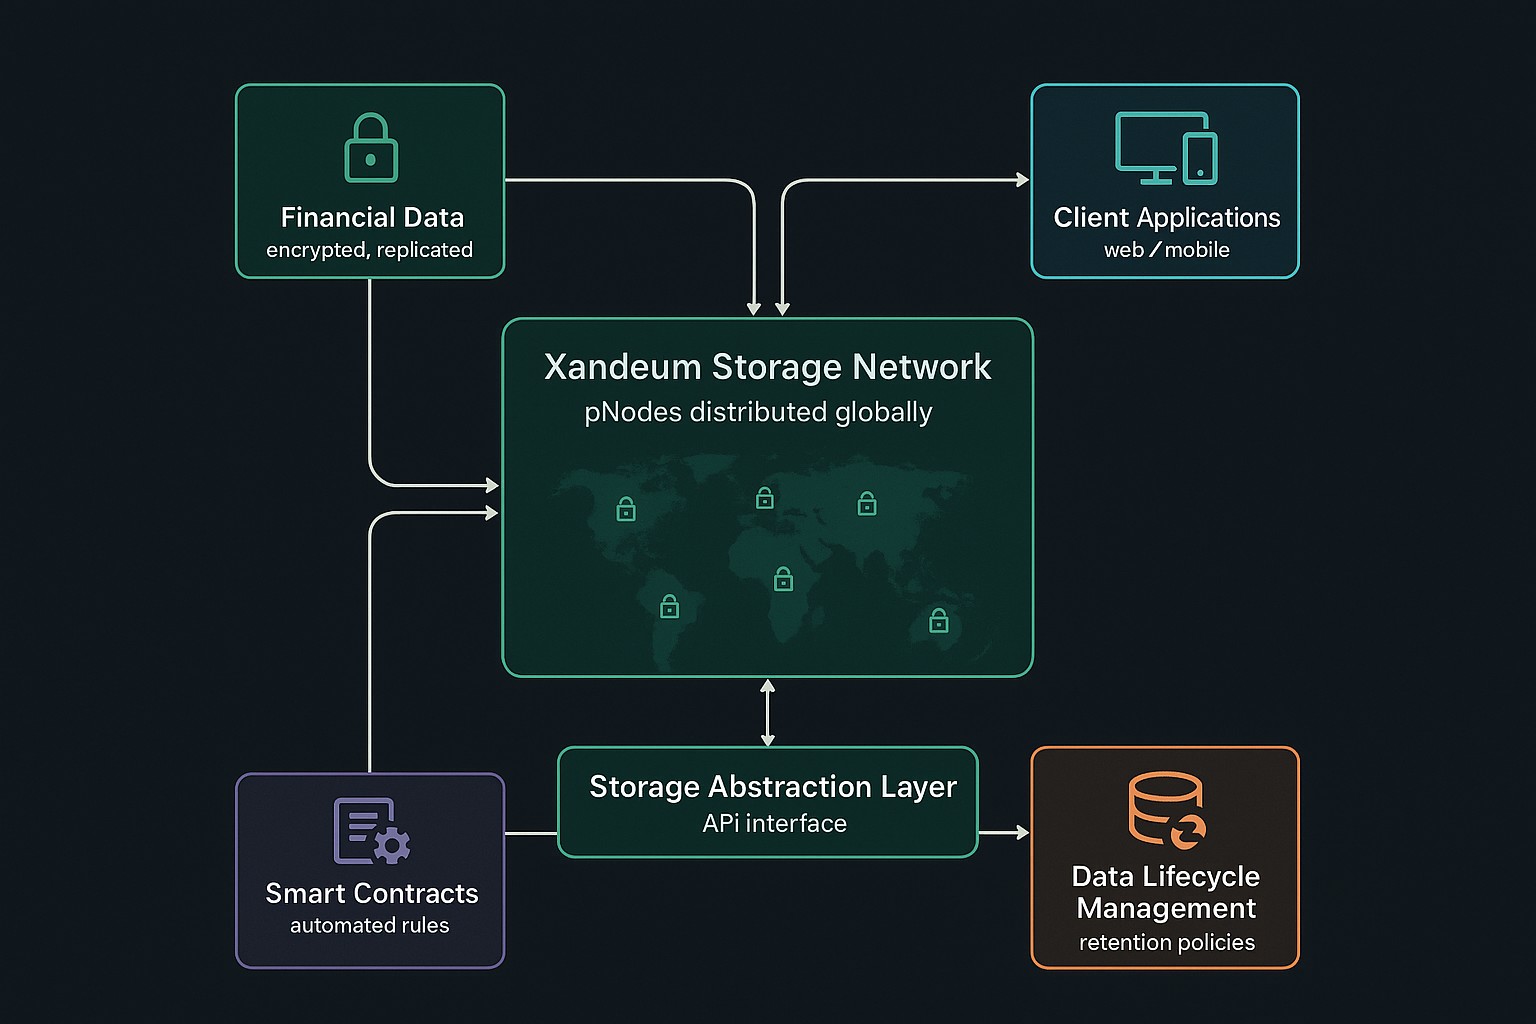 Financial Data
encrypted, replicated
Client Applications
web / mobile
Xandeum Storage Network
pNodes distributed globally
Storage Abstraction Layer
APi interface
Smart Contracts
automated rules
Data Lifecycle
Management
retention policies